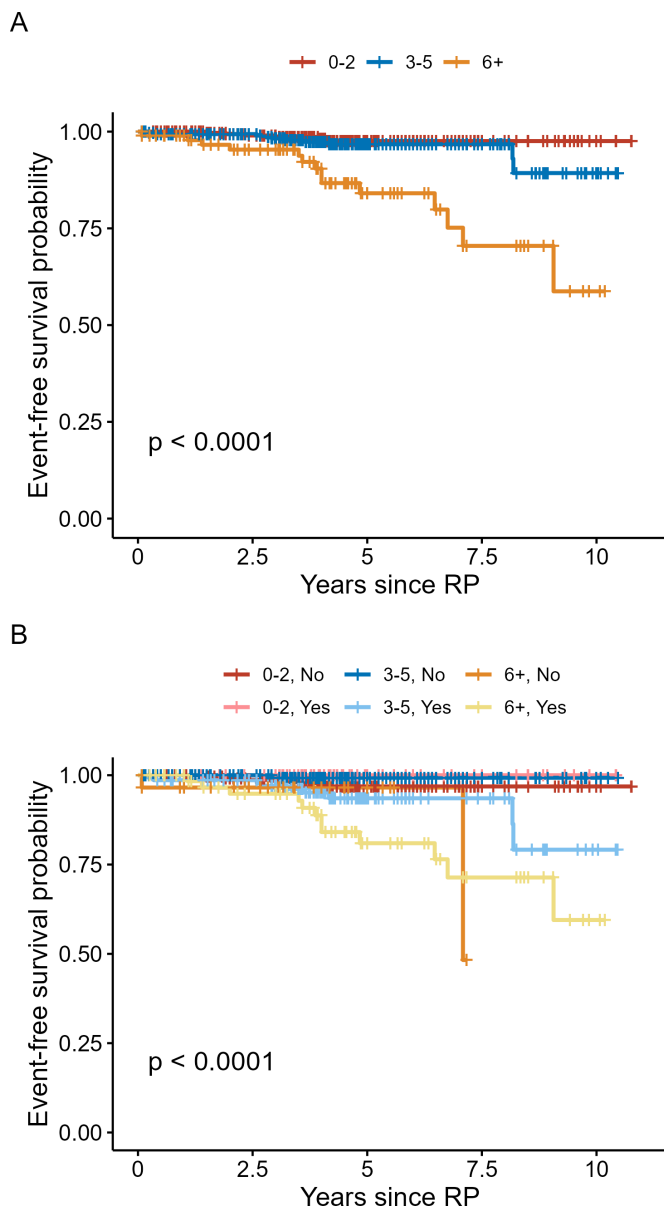 A
0-2 3-5 6+
Event-free survival probability
1.00
0.75
0.50
0.25
0.00
p < 0.0001
0 2.5 5 7.5 10
Years since RP
B
0-2, No 3-5, No 6+, No
0-2, Yes 3-5, Yes 6+, Yes
Event-free survival probability
1.00
0.75
0.50
0.25
0.00
p < 0.0001
0 2.5 5 7.5 10
Years since RP